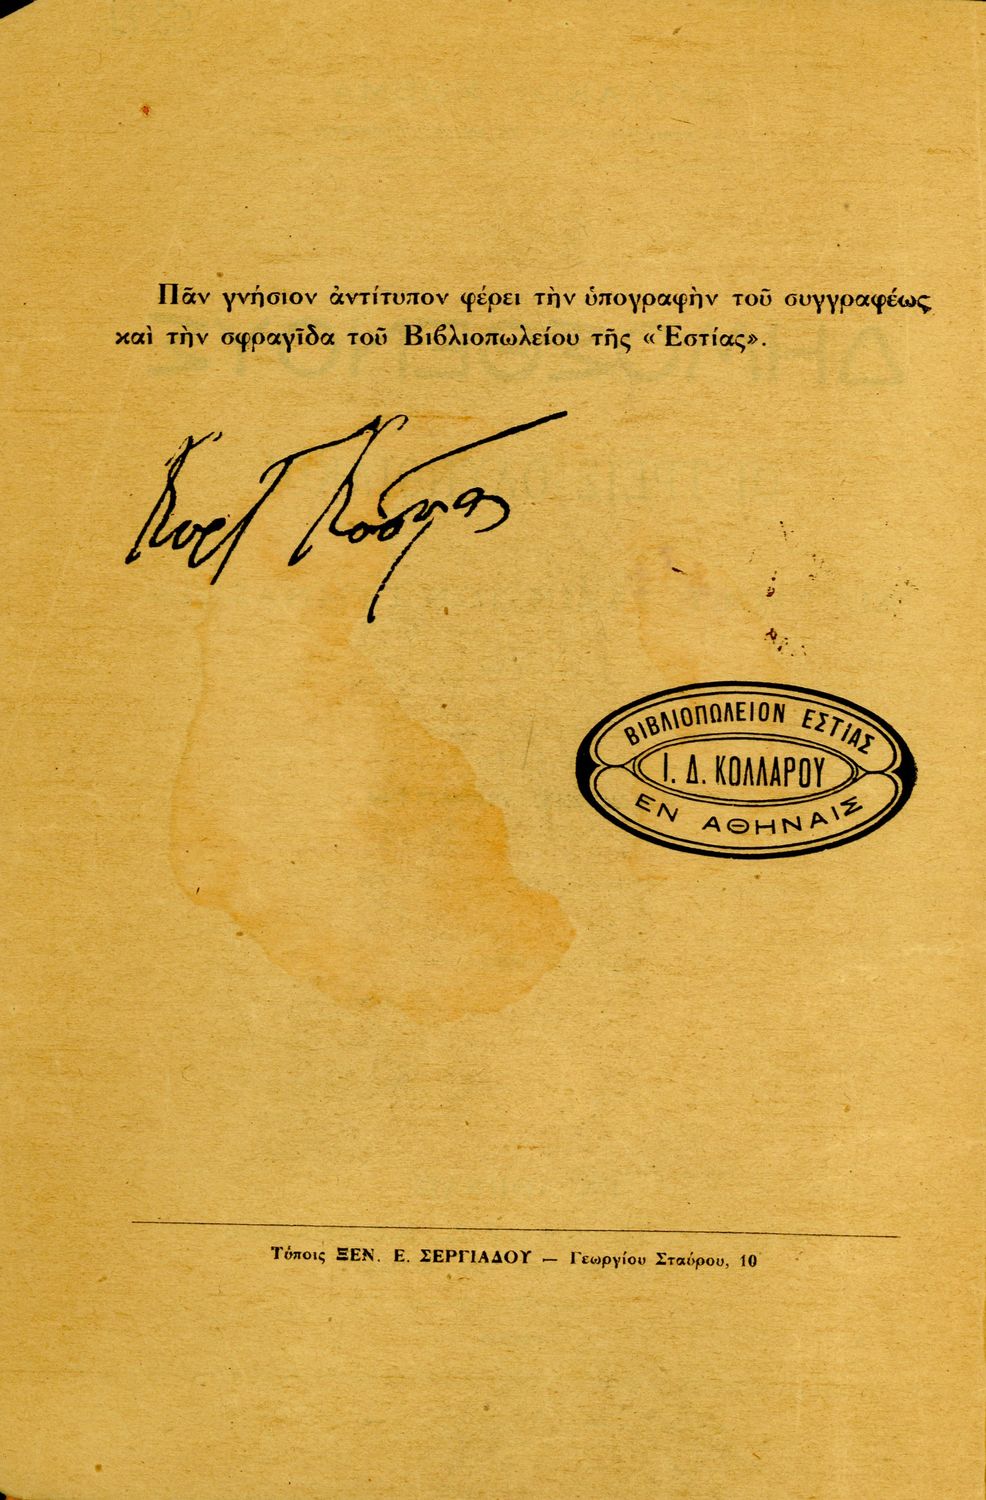 Πᾶν γνήσιον ἀντίτυπον φέρει τὴν ὑπογραφὴν τοῦ συγγραφέως
καὶ τὴν σφραγῖδα τοῦ Βιβλιοπωλείου τῆς «Ἑστίας».
ΒΙΒΛΙΟΠΩΛΕΙΟΝ ΕΣΤΙΑΣ
Ι. Δ. ΚΟΛΛΑΡΟΥ
ΕΝ ΑΘΗΝΑΙΣ
Τύποις ΞΕΝ. Ε. ΣΕΡΓΙΑΔΟΥ — Γεωργίου Σταύρου, 10